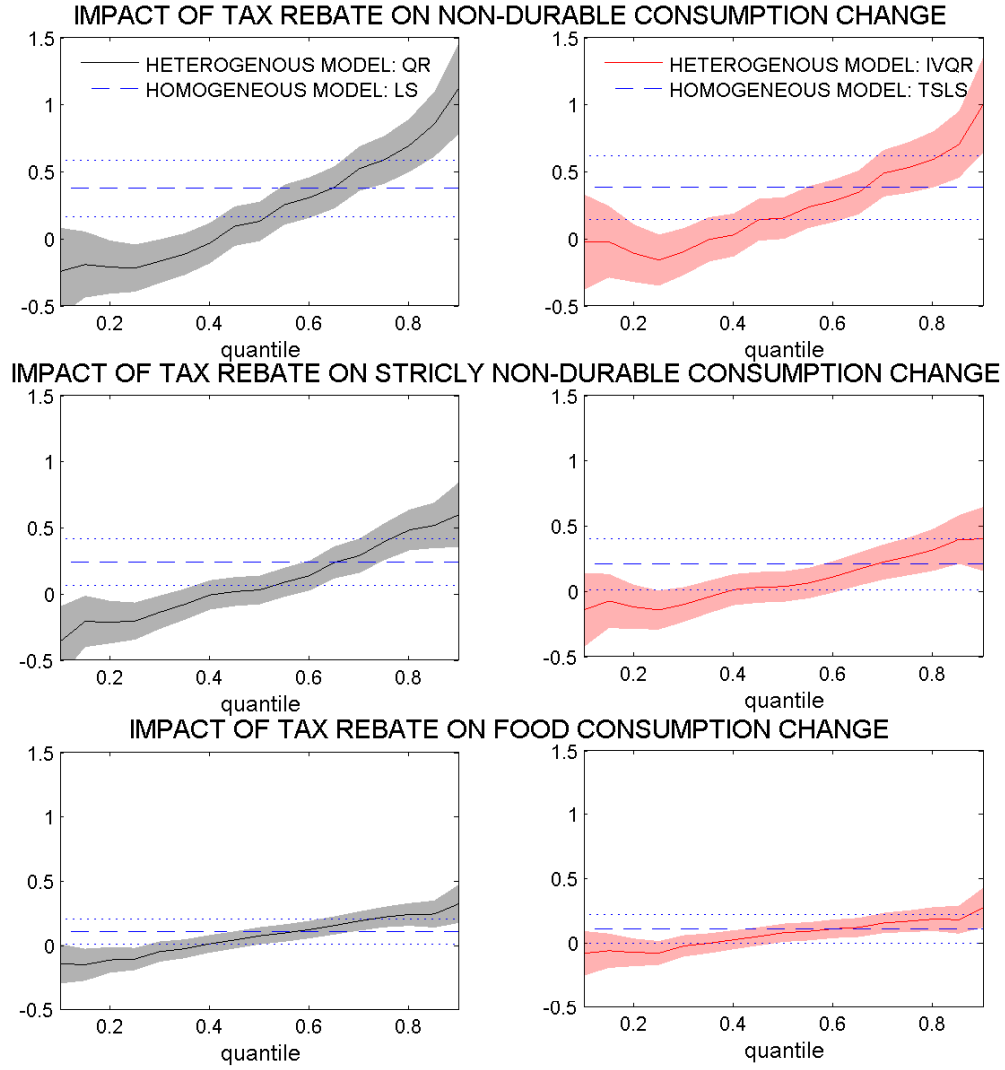 IMPACT OF TAX REBATE ON NON-DURABLE CONSUMPTION CHANGE
1.5
1
0.5
0
-0.5
HETEROGENOUS MODEL: QR
HOMOGENEOUS MODEL: LS
0.2 0.4 0.6 0.8
quantile
1.5
1
0.5
0
-0.5
HETEROGENOUS MODEL: IVQR
HOMOGENEOUS MODEL: TSLS
0.2 0.4 0.6 0.8
quantile
IMPACT OF TAX REBATE ON STRICLY NON-DURABLE CONSUMPTION CHANGE
1.5
1
0.5
0
-0.5
0.2 0.4 0.6 0.8
quantile
1.5
1
0.5
0
-0.5
0.2 0.4 0.6 0.8
quantile
IMPACT OF TAX REBATE ON FOOD CONSUMPTION CHANGE
1.5
1
0.5
0
-0.5
0.2 0.4 0.6 0.8
quantile
1.5
1
0.5
0
-0.5
0.2 0.4 0.6 0.8
quantile